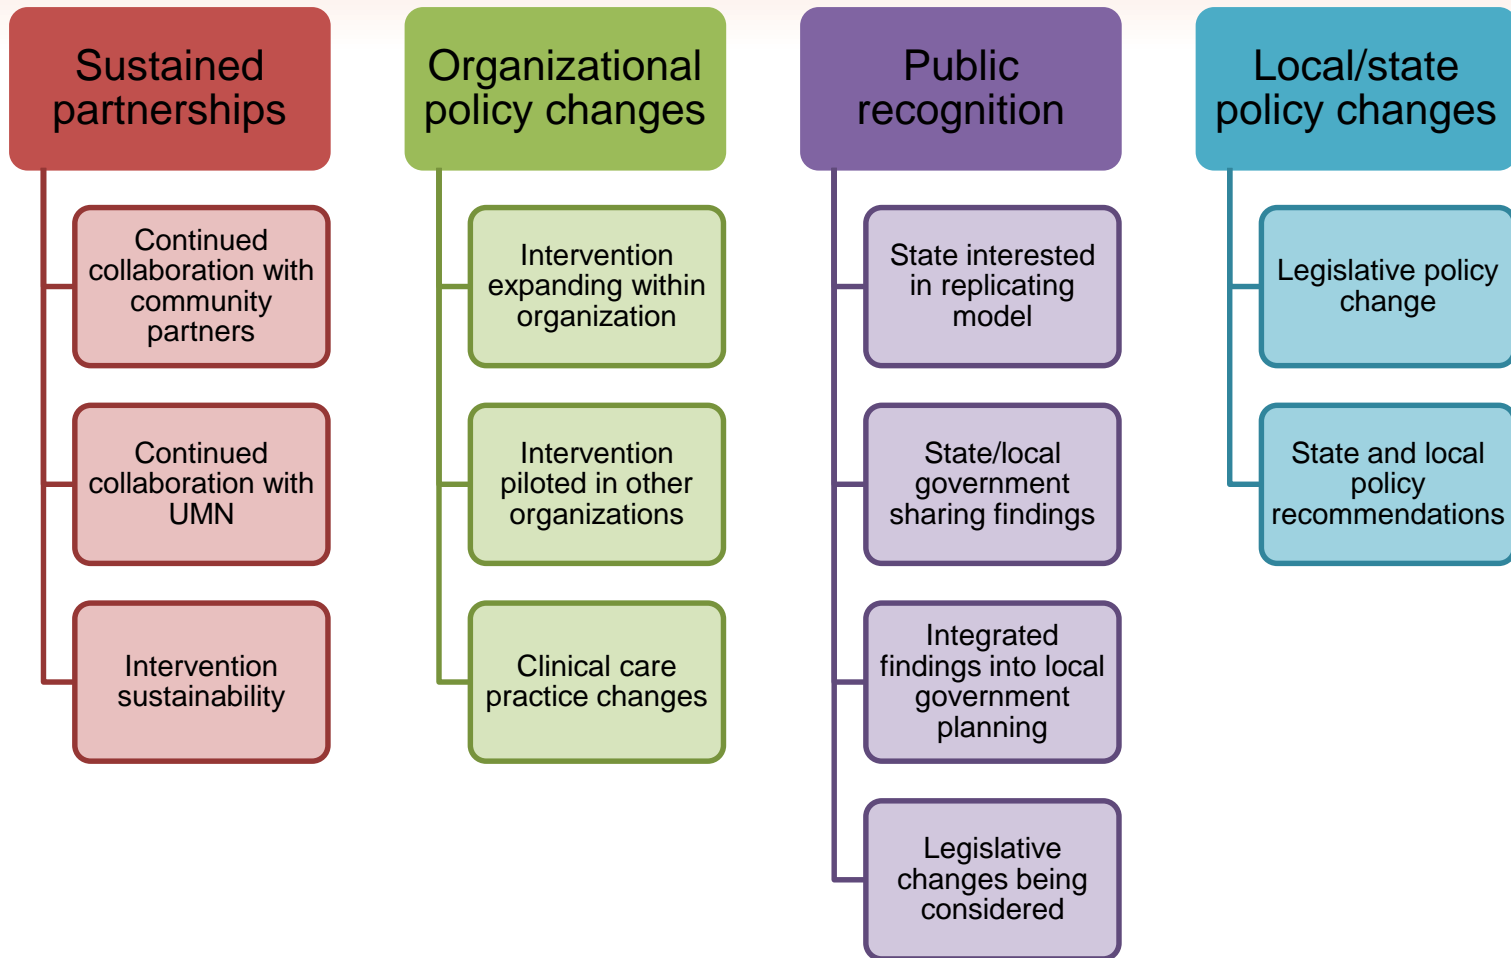 Sustained
partnerships
Continued
collaboration with
community
partners
Continued
collaboration with
UMN
Intervention
sustainability
Organizational
policy changes
Intervention
expanding within
organization
Intervention
piloted in other
organizations
Clinical care
practice changes
Public
recognition
State interested
in replicating
model
State/local
government
sharing findings
Integrated
findings into local
government
planning
Legislative
changes being
considered
Local/state
policy changes
Legislative policy
change
State and local
policy
recommendations